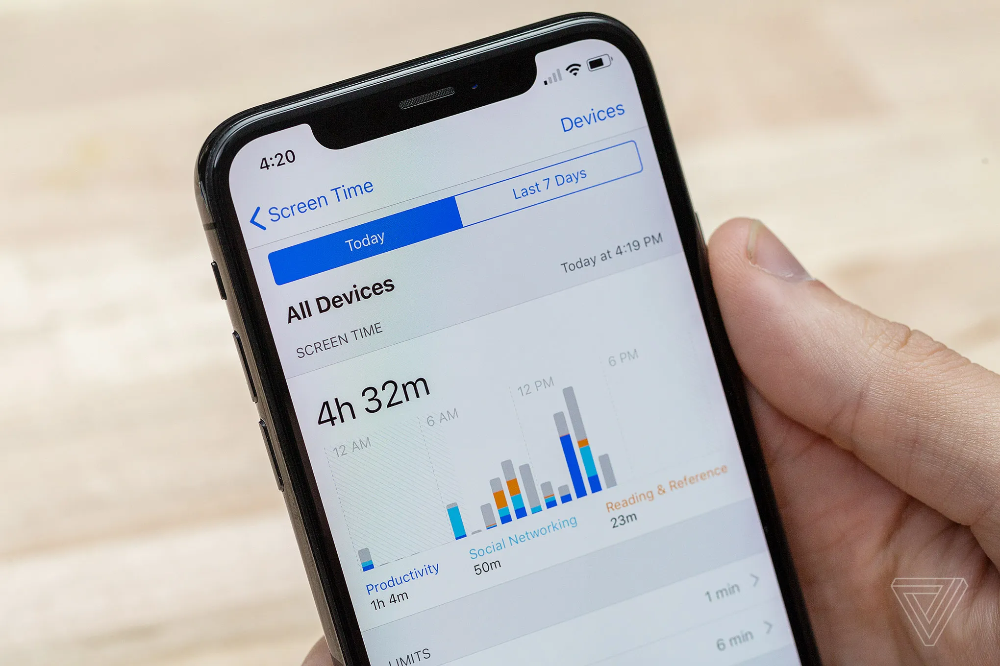 4:20
Screen Time
Devices
Today
Last 7 Days
All Devices
Today at 4:19 PM
SCREEN TIME
4h 32m
12 AM
6 AM
12 PM
6 PM
Productivity
1h 4m
Social Networking
50m
Reading & Reference
23m
LIMITS
1 min
6 min